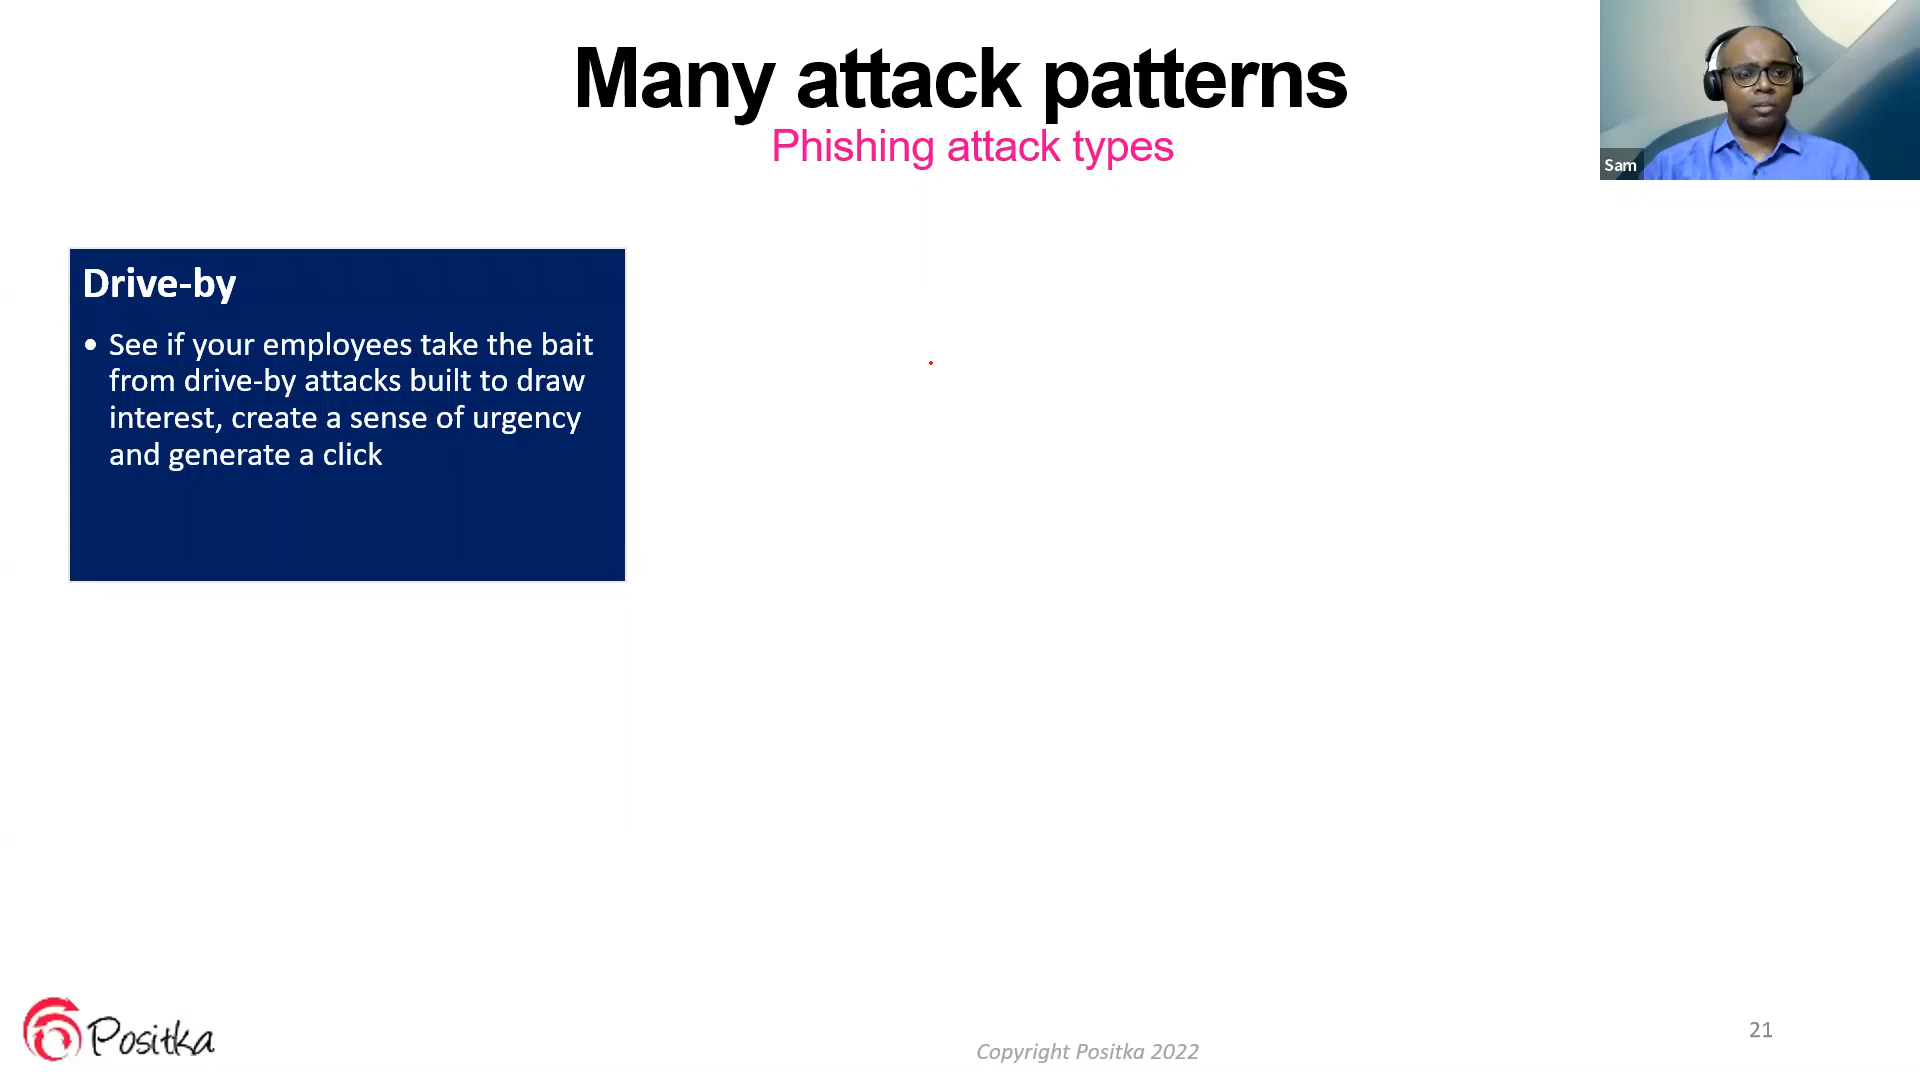 Many attack patterns
Phishing attack types
Sam
Drive-by
• See if your employees take the bait
from drive-by attacks built to draw
interest, create a sense of urgency
and generate a click
Positka
Copyright Positka 2022
21